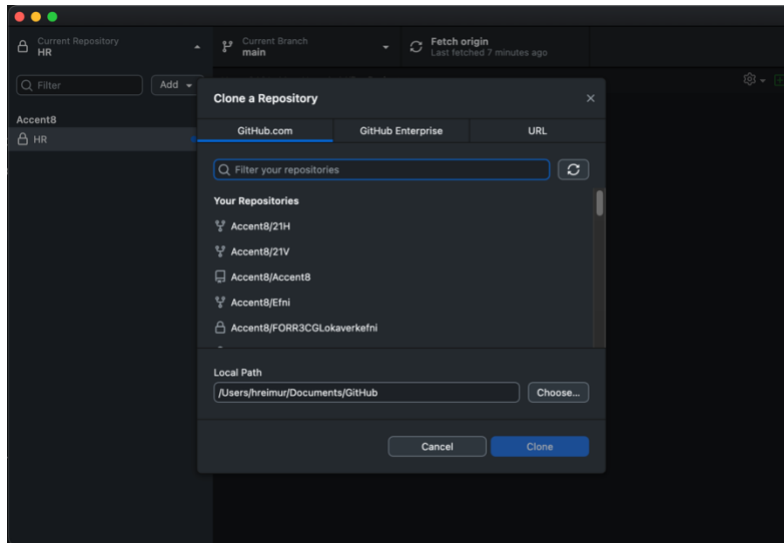 Current Repository
HR
Current Branch
main
Fetch origin
Last fetched 7 minutes ago
Filter
Add
Accent8
HR
Clone a Repository
GitHub.com
GitHub Enterprise
URL
Filter your repositories
Your Repositories
Accent8/21H
Accent8/21V
Accent8/Accent8
Accent8/Efni
Accent8/FORR3CGLokaverkefni
Local Path
/Users/hreimur/Documents/GitHub
Choose...
Cancel
Clone